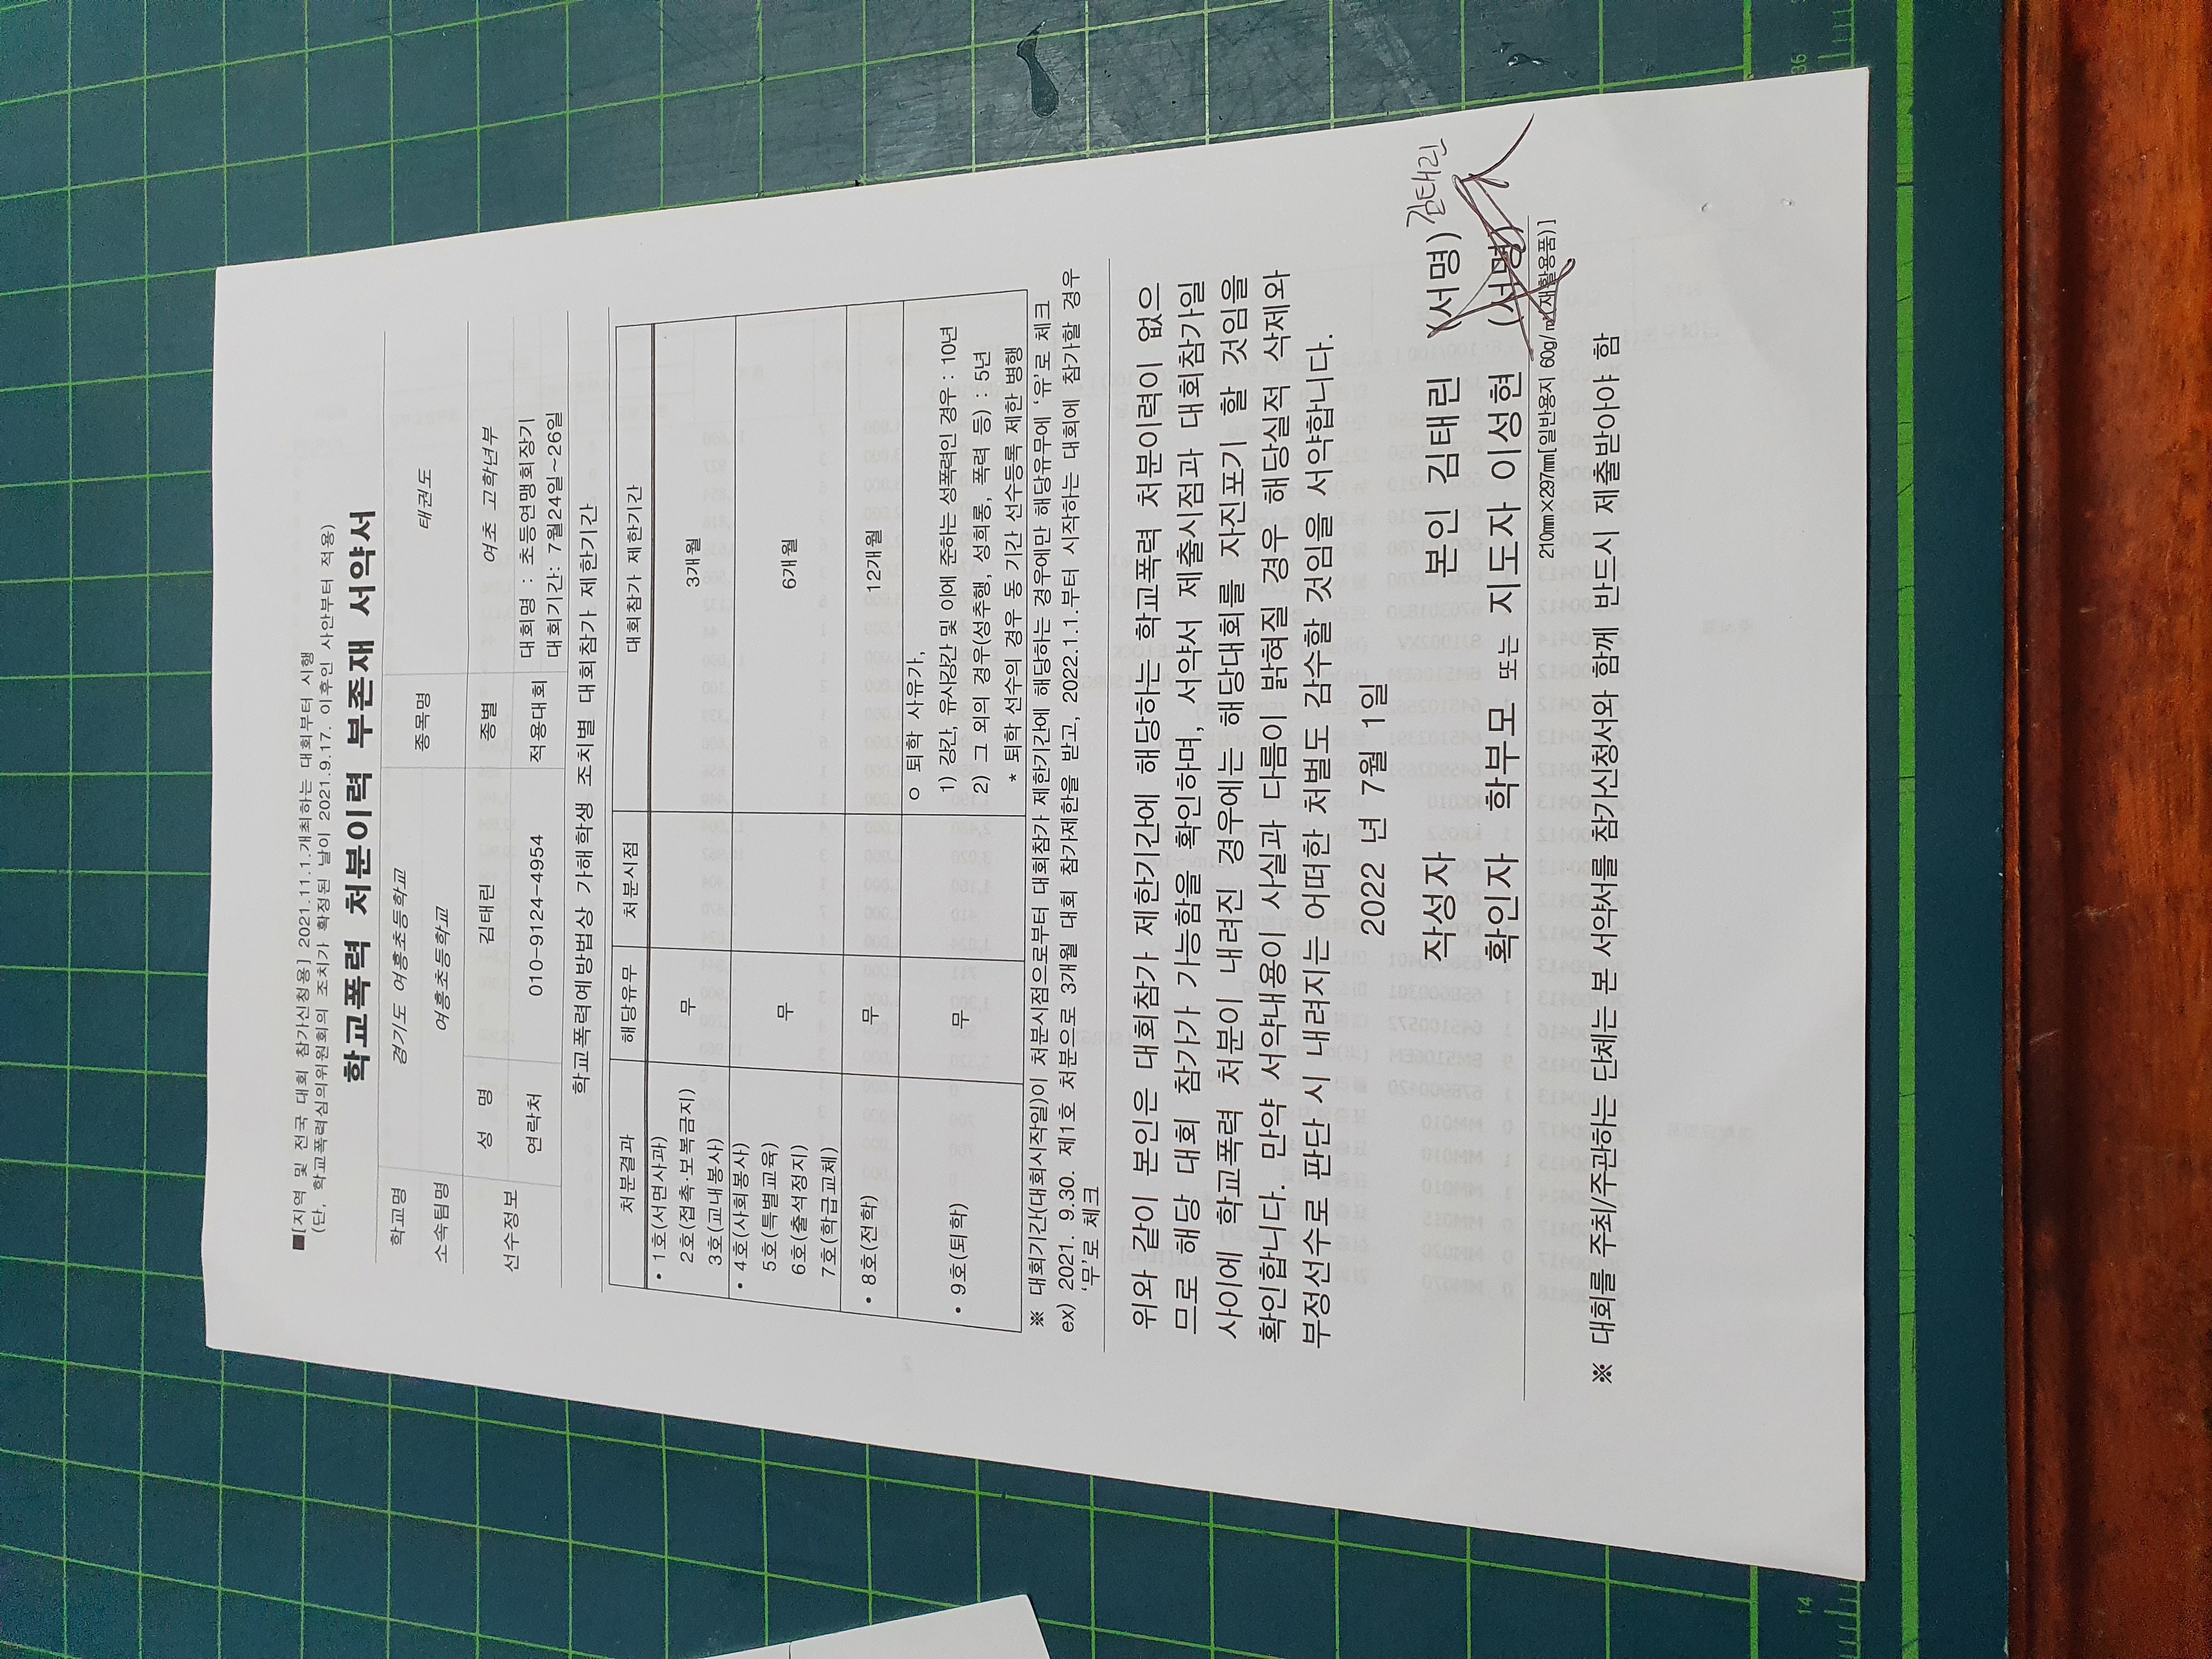 ■[지역 및 전국 대회 참가신청용] 2021.11.1.개최하는 대회부터 시행
(단, 학교폭력심의위원회의 조치가 확정된 날이 2021.9.17. 이후인 사안부터 적용)
학교폭력 처분이력 부존재 서약서
학교명 경기도 여흥초등학교 종목명 태권도
소속팀명 여흥초등학교
선수정보 성 명 김태린 종별 여초 고학년부
연락처 010-9124-4954 적용대회 대회명 : 초등연맹회장기
대회기간: 7월24일~26일
학교폭력예방법상 가해학생 조치별 대회참가 제한기간
처분결과 해당유무 처분시점 대회참가 제한기간
• 1호(서면사과)
2호(접촉·보복금지) 무 3개월
3호(교내봉사)
• 4호(사회봉사)
5호(특별교육) 무 6개월
6호(출석정지)
7호(학급교체)
• 8호(전학) 무 12개월
• 9호(퇴학) 무 ㅇ 퇴학 사유가,
1) 강간, 유사강간 및 이에 준하는 성폭력인 경우 : 10년
2) 그 외의 경우(성추행, 성희롱, 폭력 등) : 5년
* 퇴학 선수의 경우 동 기간 선수등록 제한 병행
※ 대회기간(대회시작일)이 처분시점으로부터 대회참가 제한기간에 해당하는 경우에만 해당유무에 '유'로 체크
ex) 2021. 9.30. 제1호 처분으로 3개월 대회 참가제한을 받고, 2022.1.1.부터 시작하는 대회에 참가할 경우
'무'로 체크
위와 같이 본인은 대회참가 제한기간에 해당하는 학교폭력 처분이력이 없으
므로 해당 대회 참가가 가능함을 확인하며, 서약서 제출시점과 대회참가일
사이에 학교폭력 처분이 내려진 경우에는 해당대회를 자진포기 할 것임을
확인합니다. 만약 서약내용이 사실과 다름이 밝혀질 경우 해당실적 삭제와
부정선수로 판단 시 내려지는 어떠한 처벌도 감수할 것임을 서약합니다.
2022 년 7월 1일
작성자 본인 김태린 (서명) 김태린
확인자 학부모 또는 지도자 이성현 (서명)
210㎜×297㎜[일반용지 60g/㎡(재활용품)]
※ 대회를 주최/주관하는 단체는 본 서약서를 참가신청서와 함께 반드시 제출받아야 함
36
14